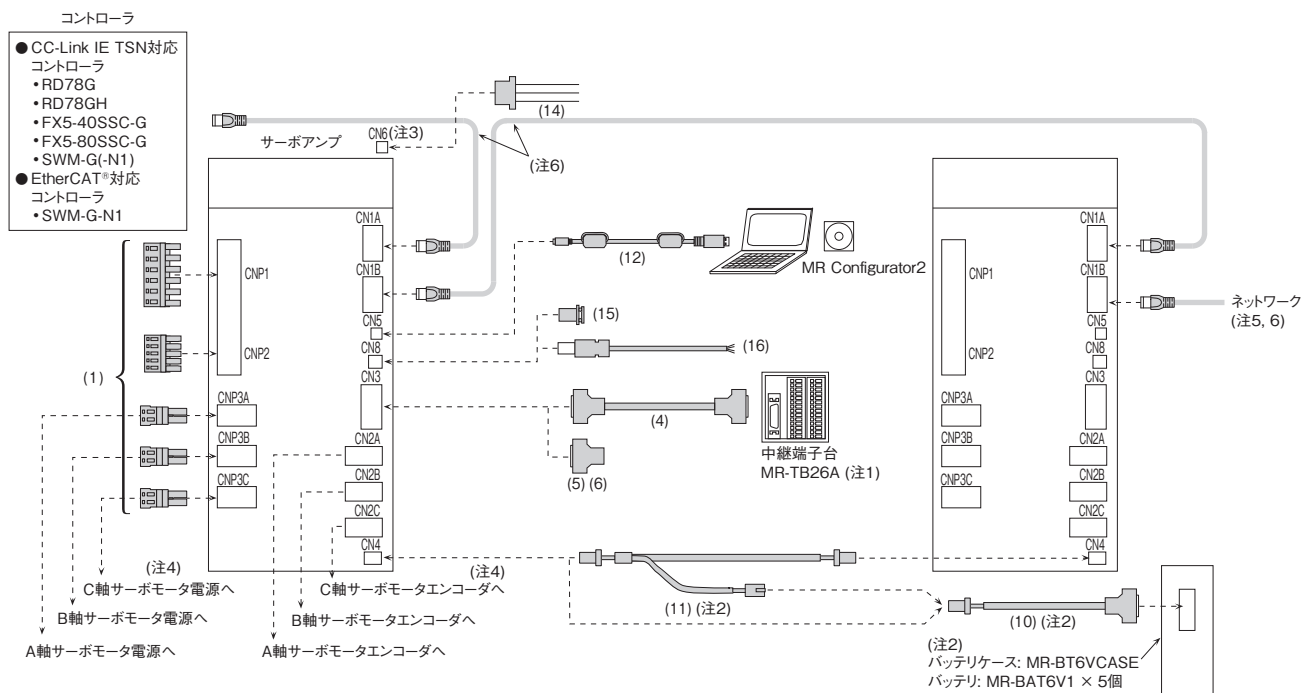 コントローラ
●CC-Link IE TSN対応
コントローラ
•RD78G
•RD78GH
•FX5-40SSC-G
•FX5-80SSC-G
•SWM-G(-N1)
●EtherCAT®対応
コントローラ
•SWM-G-N1
サーボアンプ
CN6(注3)
(14)
(注6)
CN1A
CN1B
CN5
CN8
CN3
CN2A
CN2B
CN2C
CN4
CNP1
CNP2
CNP3A
CNP3B
CNP3C
(1)
(12)
MR Configurator2
(15)
(16)
(4)
中継端子台
MR-TB26A (注1)
(5) (6)
CN1A
CN1B
CN5
CN8
CN3
CN2A
CN2B
CN2C
CN4
CNP1
CNP2
CNP3A
CNP3B
CNP3C
ネットワーク
(注5, 6)
(注4)
C軸サーボモータ電源へ
B軸サーボモータ電源へ
A軸サーボモータ電源へ
(注4)
C軸サーボモータエンコーダへ
B軸サーボモータエンコーダへ
A軸サーボモータエンコーダへ
(11) (注2)
(10) (注2)
(注2)
バッテリケース: MR-BT6VCASE
バッテリ: MR-BAT6V1 × 5個